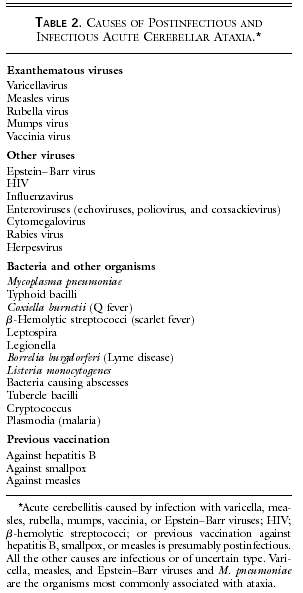 TABLE 2. CAUSES OF POSTINFECTIOUS AND
INFECTIOUS ACUTE CEREBELLAR ATAXIA.*
Exanthematous viruses
Varicellavirus
Measles virus
Rubella virus
Mumps virus
Vaccinia virus
Other viruses
Epstein–Barr virus
HIV
Influenzavirus
Enteroviruses (echoviruses, poliovirus, and coxsackievirus)
Cytomegalovirus
Rabies virus
Herpesvirus
Bacteria and other organisms
Mycoplasma pneumoniae
Typhoid bacilli
Coxiella burnetii (Q fever)
β-Hemolytic streptococci (scarlet fever)
Leptospira
Legionella
Borrelia burgdorferi (Lyme disease)
Listeria monocytogenes
Bacteria causing abscesses
Tubercle bacilli
Cryptococcus
Plasmodia (malaria)
Previous vaccination
Against hepatitis B
Against smallpox
Against measles
*Acute cerebellitis caused by infection with varicella, mea-
sles, rubella, mumps, vaccinia, or Epstein–Barr viruses; HIV;
β-hemolytic streptococci; or previous vaccination against
hepatitis B, smallpox, or measles is presumably postinfectious.
All the other causes are infectious or of uncertain type. Vari-
cella, measles, and Epstein–Barr viruses and M. pneumoniae
are the organisms most commonly associated with ataxia.